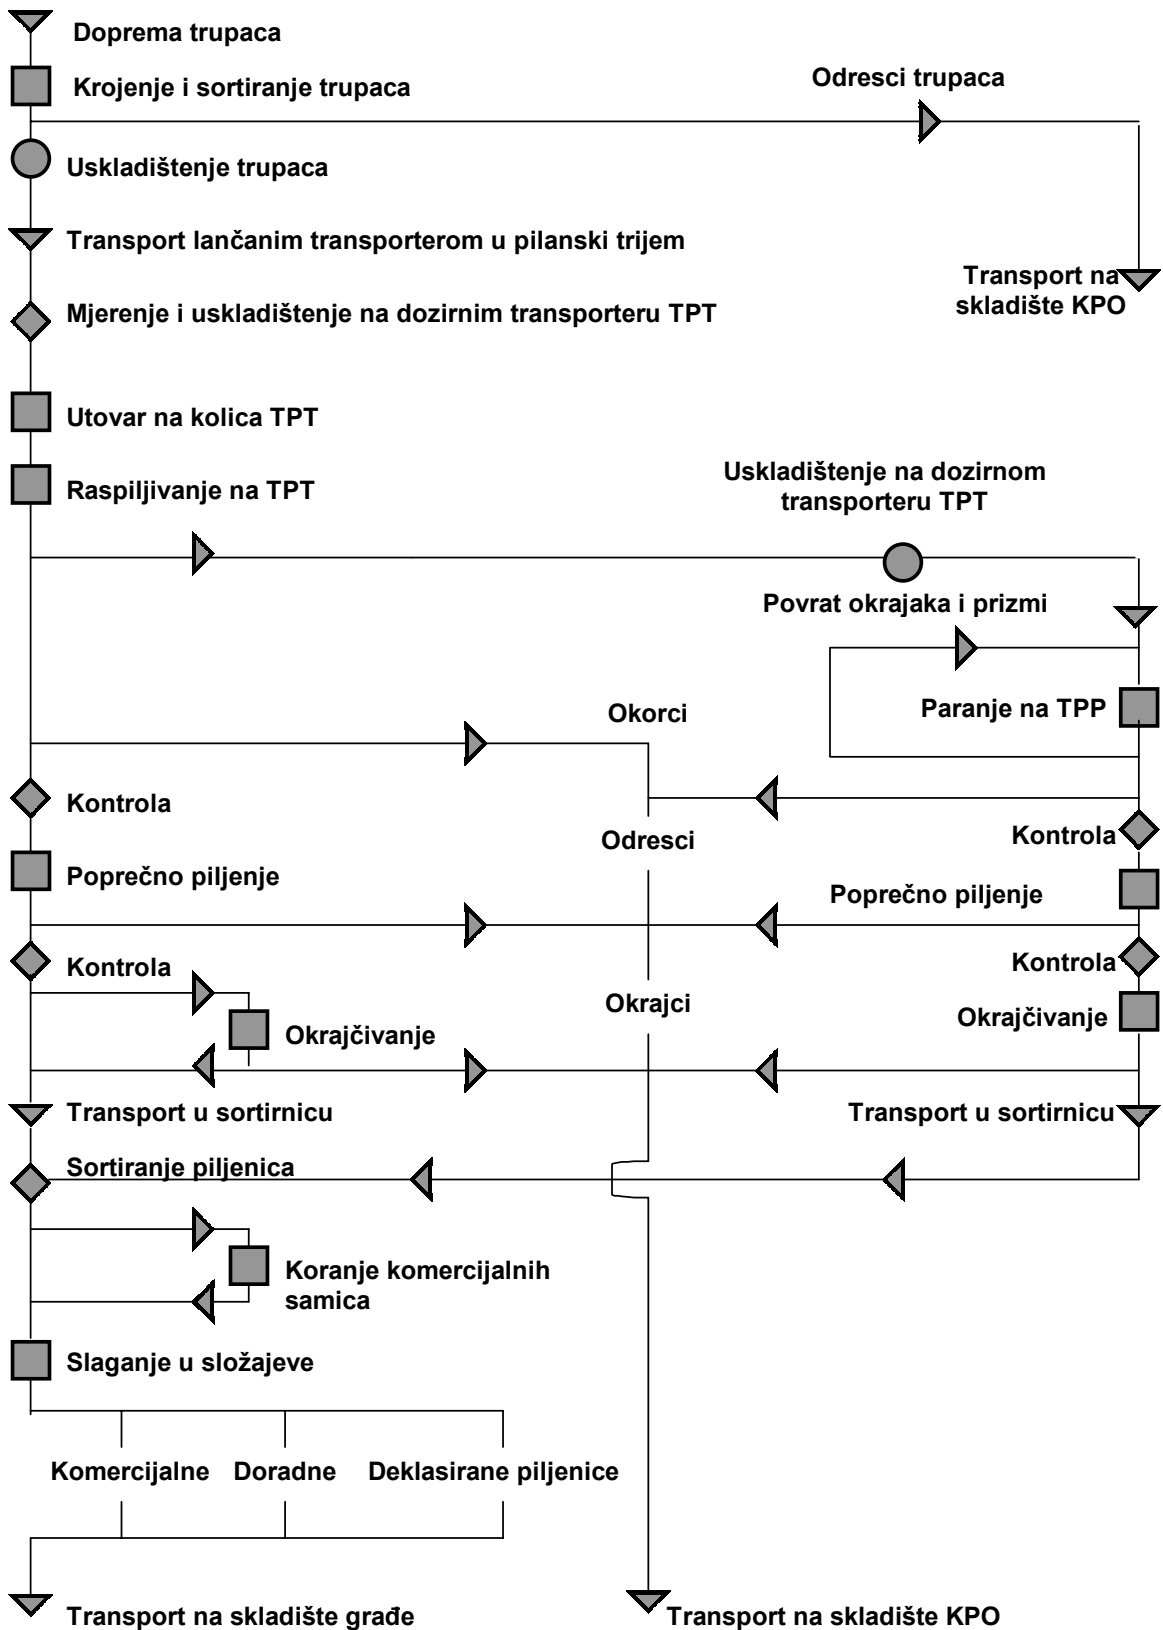 Doprema trupaca
Krojenje i sortiranje trupaca
Odresci trupaca
Uskladištenje trupaca
Transport lančanim transporterom u pilanski trijem
Transport na
skladište KPO
Mjerenje i uskladištenje na dozirnim transporteru TPT
Utovar na kolica TPT
Raspiljivanje na TPT
Uskladištenje na dozirnom
transporteru TPT
Povrat okrajaka i prizmi
Paranje na TPP
Okorci
Kontrola
Odresci
Kontrola
Poprečno piljenje
Poprečno piljenje
Kontrola
Kontrola
Okrajci
Okrajčivanje
Okrajčivanje
Transport u sortirnicu
Transport u sortirnicu
Sortiranje piljenica
Koranje komercijalnih
samica
Slaganje u složajeve
Komercijalne
Doradne
Deklasirane piljenice
Transport na skladište građe
Transport na skladište KPO